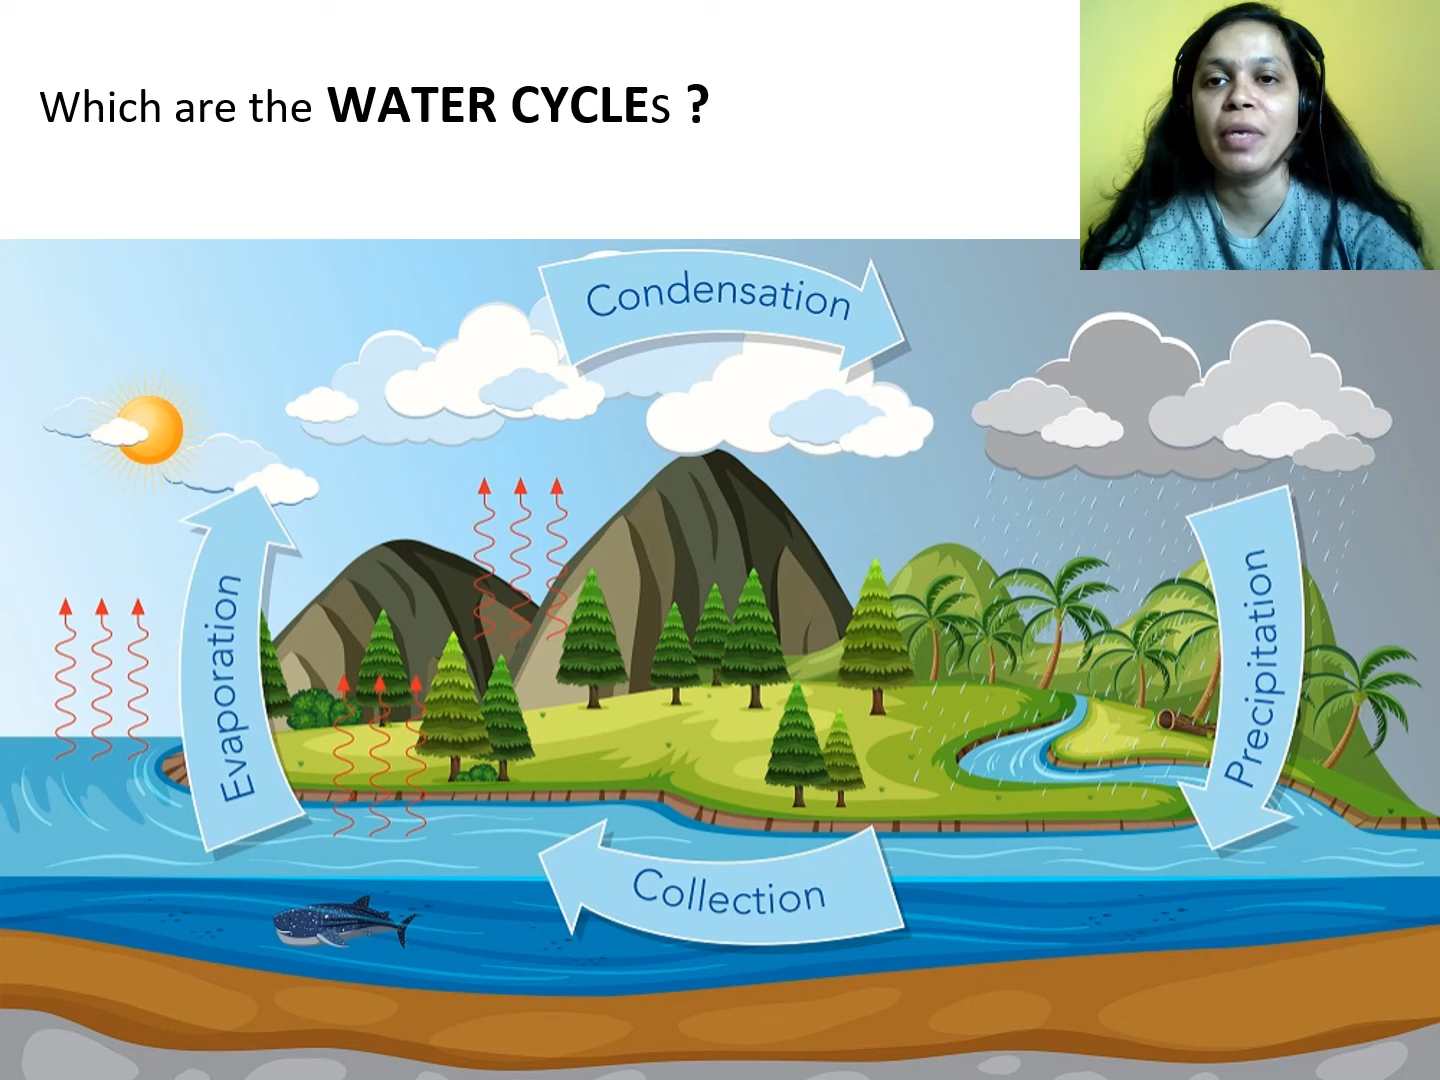 Which are the WATER CYCLEs ?
Condensation
Evaporation
Precipitation
Collection